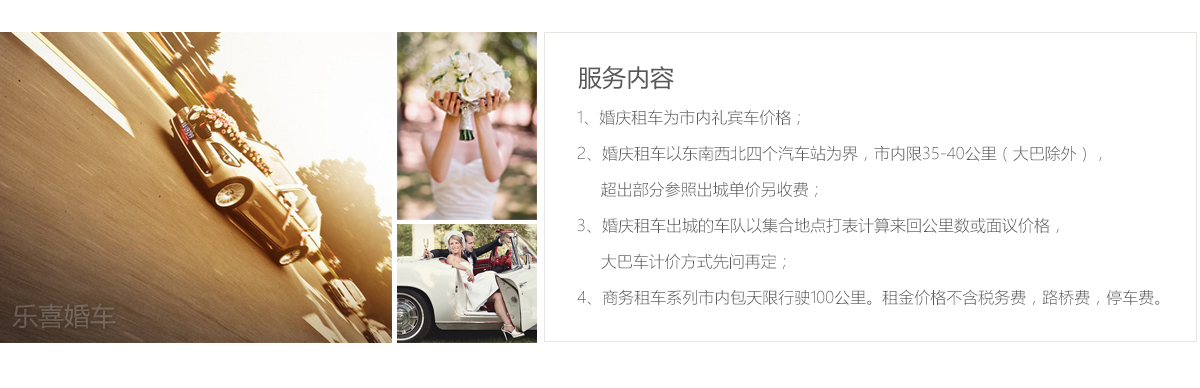 服务内容
1、婚庆租车为市内礼宾车价格；
2、婚庆租车以东南西北四个汽车站为界，市内限35-40公里（大巴除外），
超出部分参照出城单价另收费；
3、婚庆租车出城的车队以集合地点打表计算来回公里数或面议价格，
大巴车计价方式先问再定；
4、商务租车系列市内包天限行驶100公里。租金价格不含税务费，路桥费，停车费。
乐喜婚车